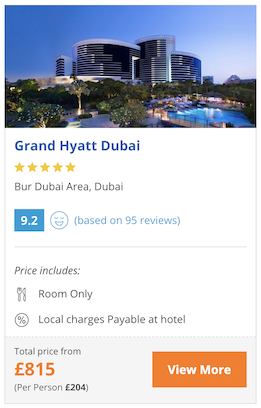 Grand Hyatt Dubai
Bur Dubai Area, Dubai
9.2 (based on 95 reviews)
Price includes:
Room Only
Local charges Payable at hotel
Total price from
£815
(Per Person £204)
View More